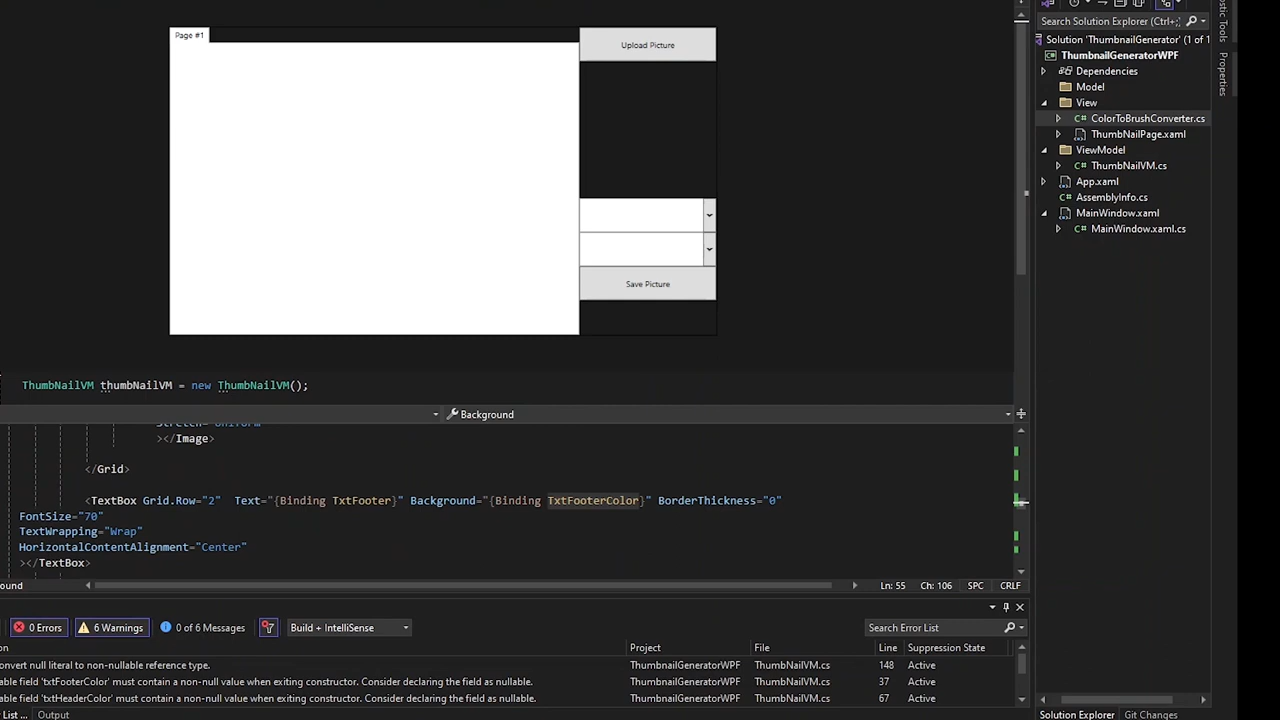 Page #1
Upload Picture
Save Picture
ThumbNailVM thumbNailVM = new ThumbNailVM();
Background
></Image>
</Grid>
<TextBox Grid.Row="2" Text="{Binding TxtFooter}" Background="{Binding TxtFooterColor}" BorderThickness="0"
FontSize="70"
TextWrapping="Wrap"
HorizontalContentAlignment="Center"
></TextBox>
ound
Ln: 55 Ch: 106 SPC CRLF
0 Errors 6 Warnings 0 of 6 Messages Build + IntelliSense Search Error List
on Project File Line Suppression State
onvert null literal to non-nullable reference type. ThumbnailGeneratorWPF ThumbNailVM.cs 148 Active
able field 'txtFooterColor' must contain a non-null value when exiting constructor. Consider declaring the field as nullable. ThumbnailGeneratorWPF ThumbNailVM.cs 37 Active
able field 'txtHeaderColor' must contain a non-null value when exiting constructor. Consider declaring the field as nullable. ThumbnailGeneratorWPF ThumbNailVM.cs 67 Active
List ... Output
Search Solution Explorer (Ctrl+;
Solution 'ThumbnailGenerator' (1 of 1
ThumbnailGeneratorWPF
Dependencies
Model
View
ColorToBrushConverter.cs
ThumbNailPage.xaml
ViewModel
ThumbNailVM.cs
App.xaml
AssemblyInfo.cs
MainWindow.xaml
MainWindow.xaml.cs
Solution Explorer Git Changes
ostic Tools
Properties